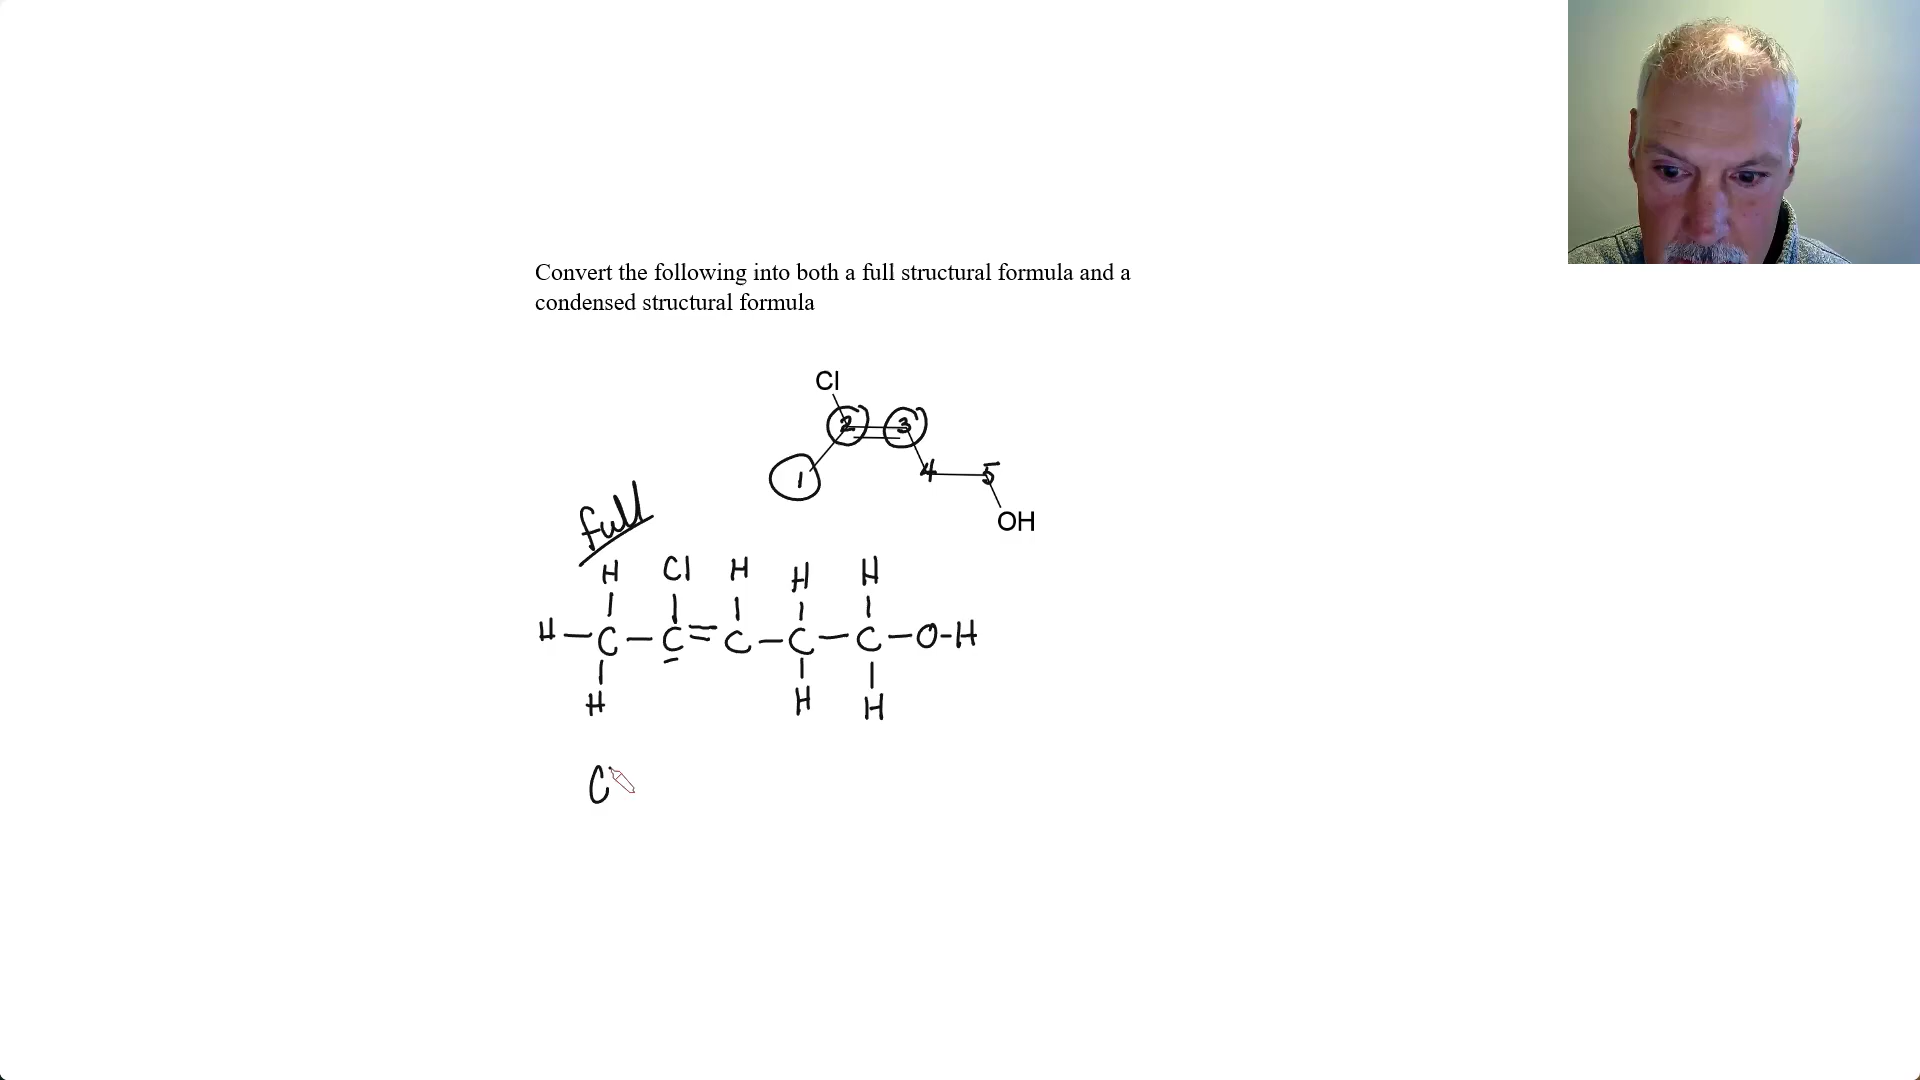 Convert the following into both a full structural formula and a
condensed structural formula
Cl
2 3
1 4 5
OH
full
H Cl H H H
H-C-C=C-C-C-O-H
H H H
C